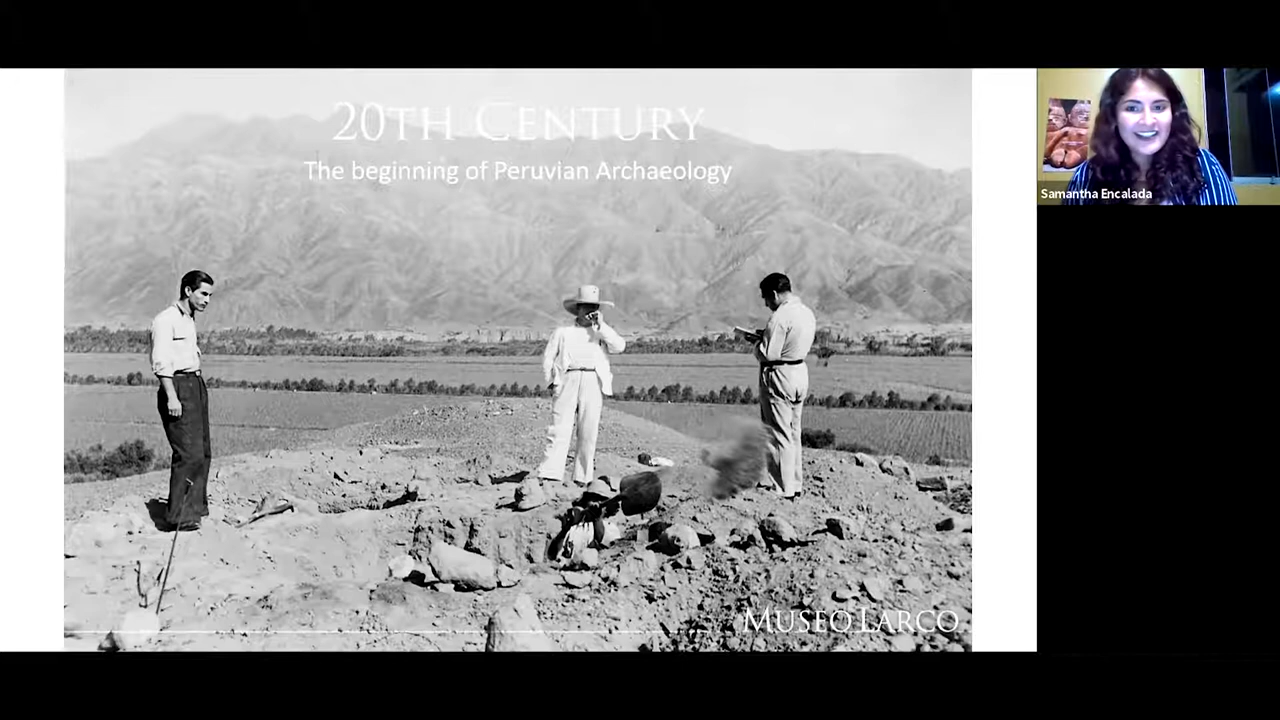 20TH CENTURY
The beginning of Peruvian Archaeology
Samantha Encalada
MUSEO LARCO